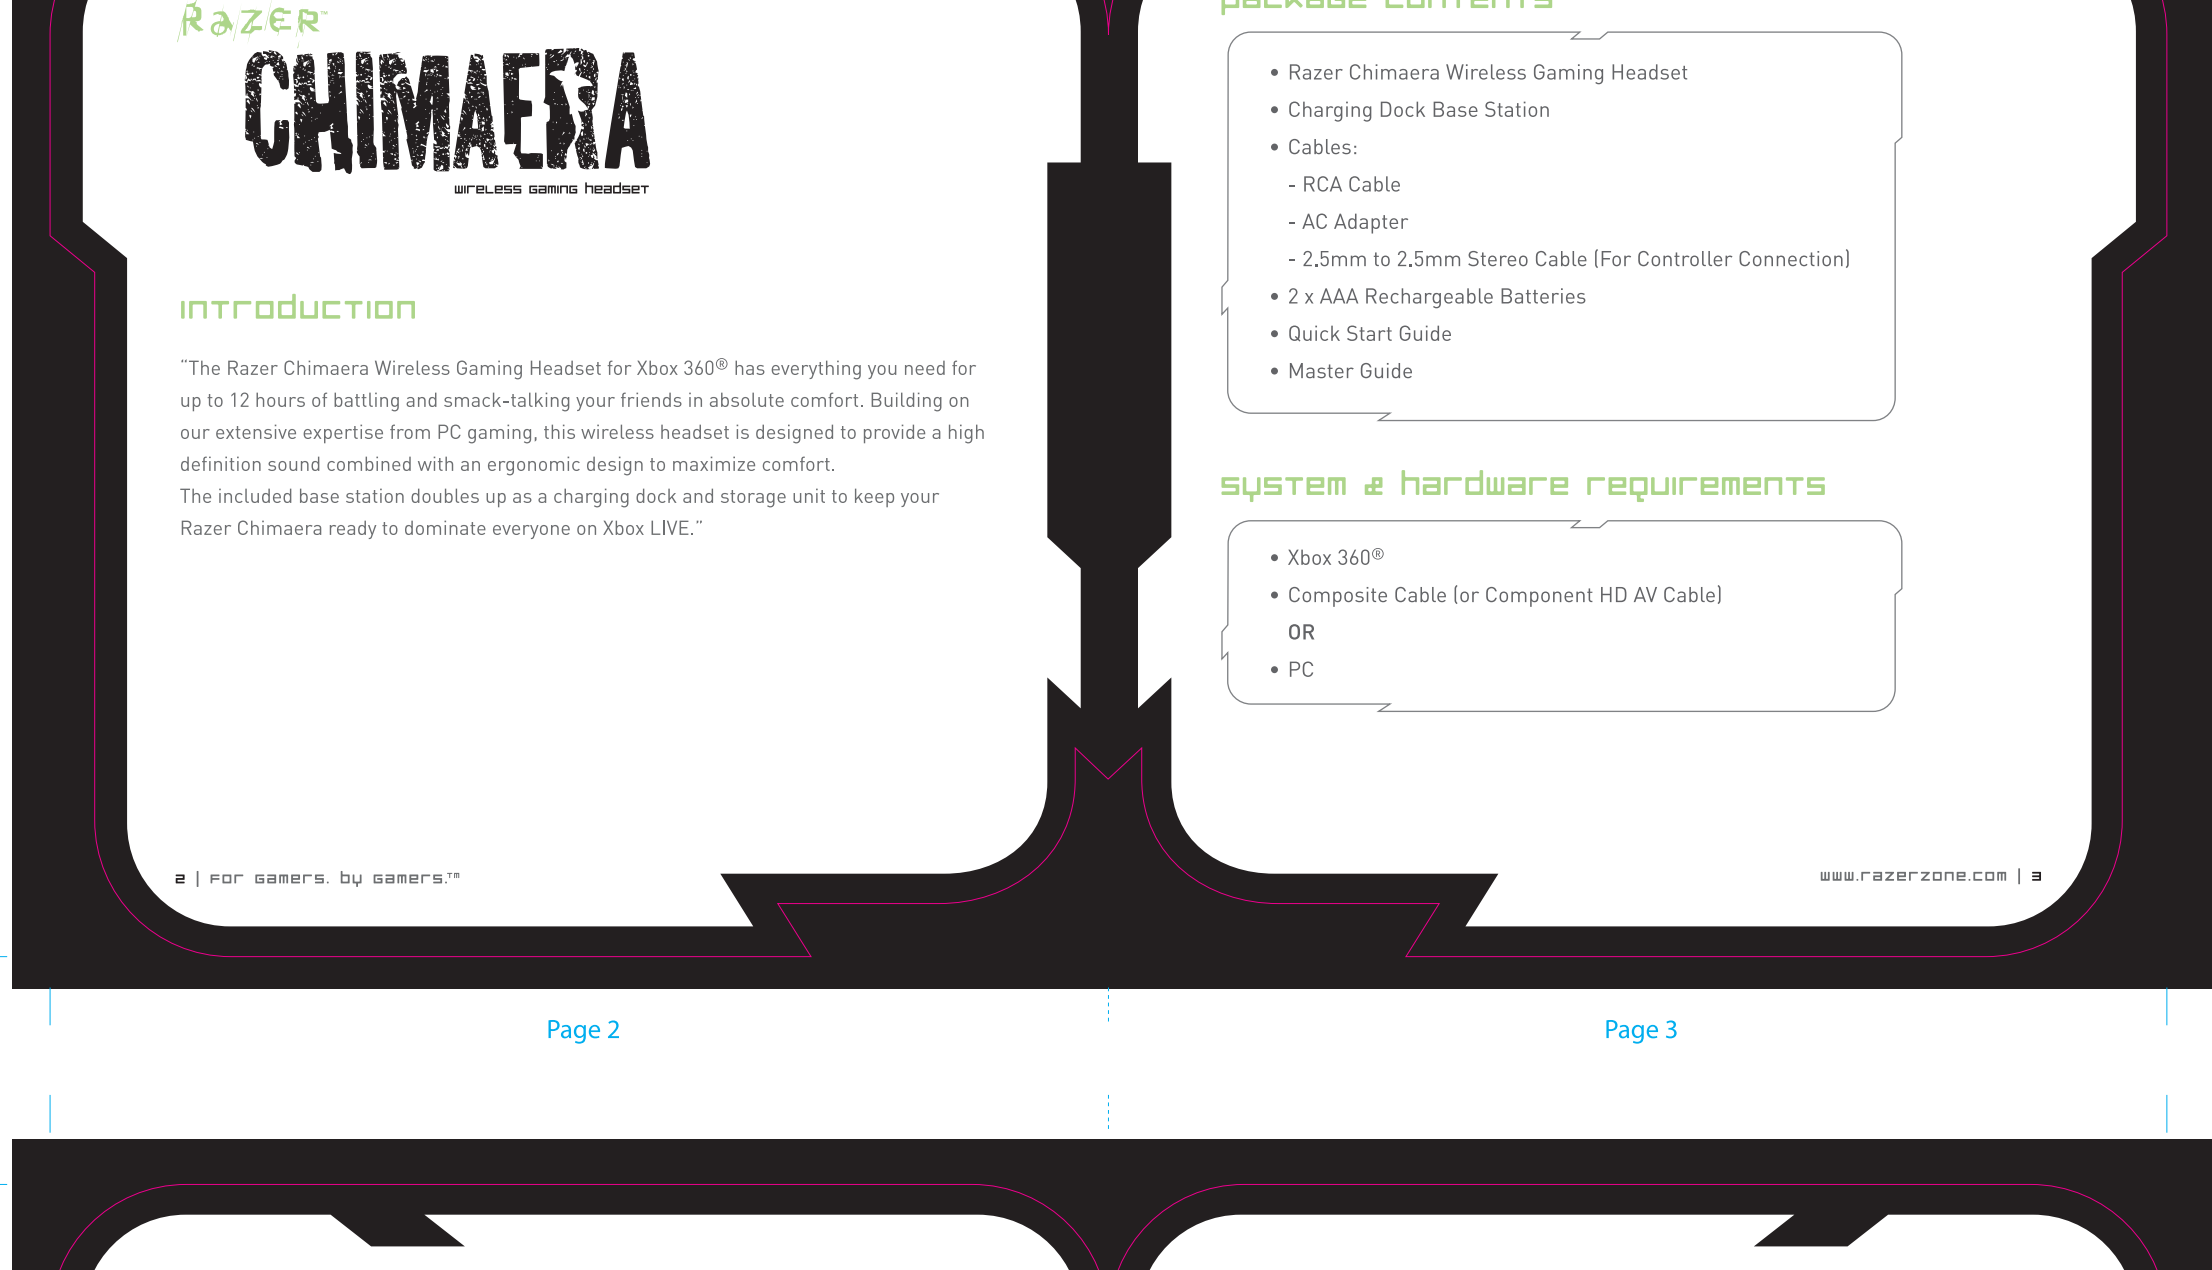 RAZER™
CHIMAERA
wireless gaming headset
introduction
“The Razer Chimaera Wireless Gaming Headset for Xbox 360® has everything you need for
up to 12 hours of battling and smack-talking your friends in absolute comfort. Building on
our extensive expertise from PC gaming, this wireless headset is designed to provide a high
definition sound combined with an ergonomic design to maximize comfort.
The included base station doubles up as a charging dock and storage unit to keep your
Razer Chimaera ready to dominate everyone on Xbox LIVE.”
2 | For gamers. by gamers.™
package contents
• Razer Chimaera Wireless Gaming Headset
• Charging Dock Base Station
• Cables:
- RCA Cable
- AC Adapter
- 2.5mm to 2.5mm Stereo Cable (For Controller Connection)
• 2 x AAA Rechargeable Batteries
• Quick Start Guide
• Master Guide
system & hardware requirements
• Xbox 360®
• Composite Cable (or Component HD AV Cable)
OR
• PC
www.razerzone.com | 3
Page 2
Page 3